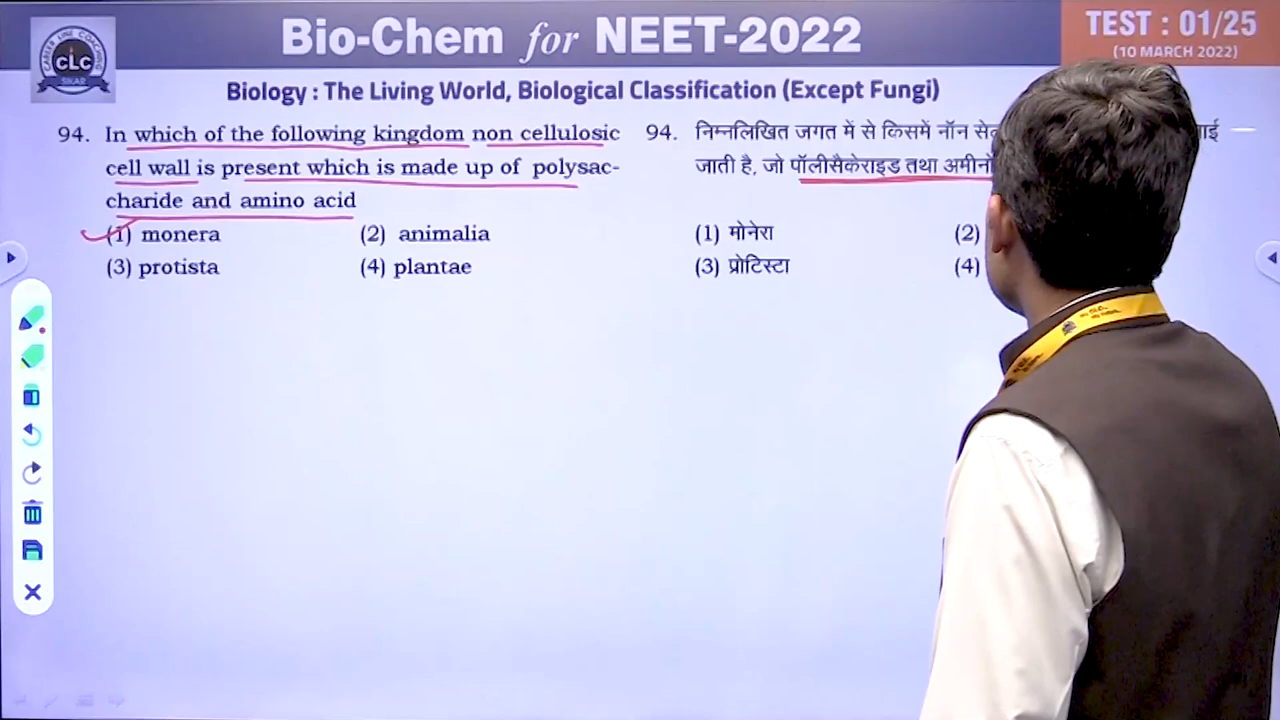 Bio-Chem for NEET-2022
TEST : 01/25
(10 MARCH 2022)
CAREER LINE COACHING
CLC
SIKAR
Biology : The Living World, Biological Classification (Except Fungi)
94. In which of the following kingdom non cellulosic
cell wall is present which is made up of polysac-
charide and amino acid
(1) monera (2) animalia
(3) protista (4) plantae
94. निम्नलिखित जगत में से किसमें नॉन
जाती है, जो पॉलीसैकेराइड तथा अमीनो
(1) मोनेरा (2)
(3) प्रोटिस्टा (4)